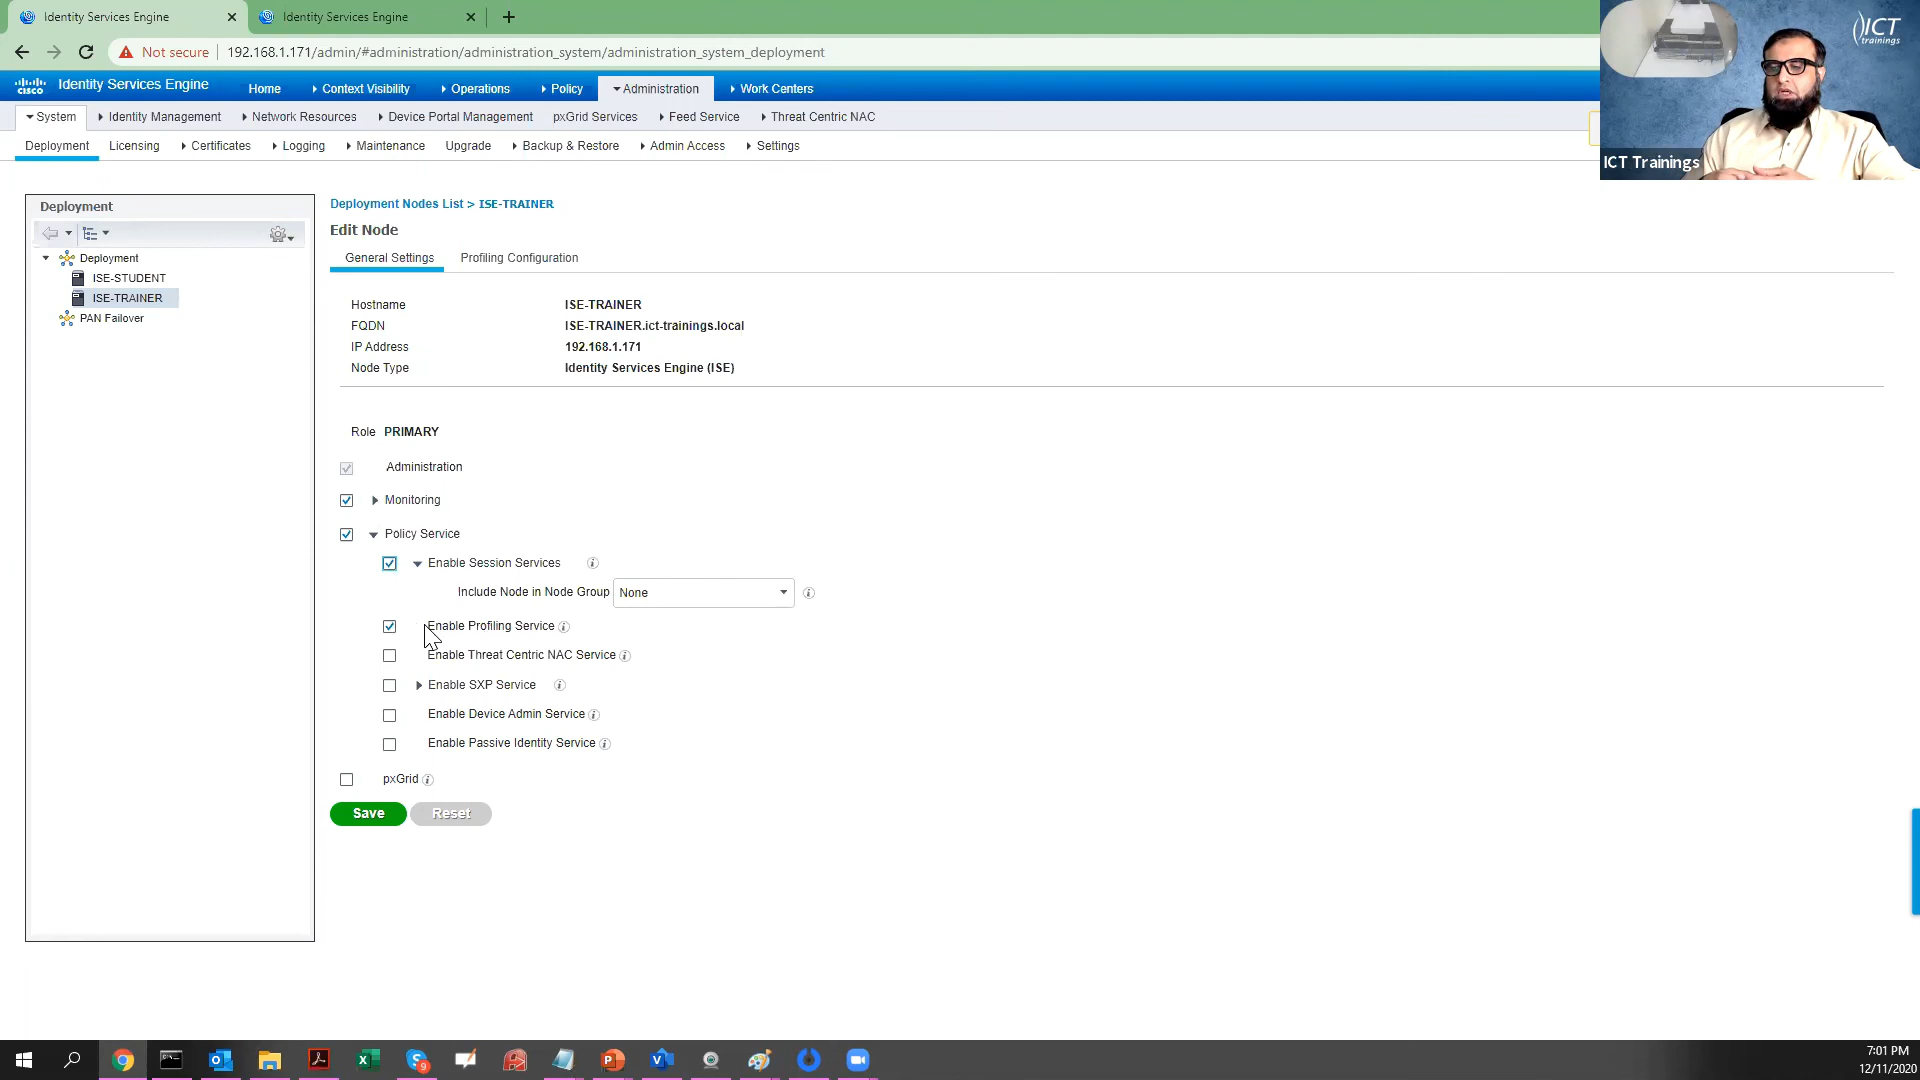 Identity Services Engine
Identity Services Engine
Not secure
192.168.1.171/admin/#administration/administration_system/administration_system_deployment
ICT
trainings
CISCO
Identity Services Engine
Home
Context Visibility
Operations
Policy
Administration
Work Centers
System
Identity Management
Network Resources
Device Portal Management
pxGrid Services
Feed Service
Threat Centric NAC
Deployment
Licensing
Certificates
Logging
Maintenance
Upgrade
Backup & Restore
Admin Access
Settings
ICT Trainings
Deployment
Deployment
ISE-STUDENT
ISE-TRAINER
PAN Failover
Deployment Nodes List > ISE-TRAINER
Edit Node
General Settings
Profiling Configuration
Hostname ISE-TRAINER
FQDN ISE-TRAINER.ict-trainings.local
IP Address 192.168.1.171
Node Type Identity Services Engine (ISE)
Role PRIMARY
Administration
Monitoring
Policy Service
Enable Session Services
Include Node in Node Group None
Enable Profiling Service
Enable Threat Centric NAC Service
Enable SXP Service
Enable Device Admin Service
Enable Passive Identity Service
pxGrid
Save
Reset
9
7:01 PM
12/11/2020